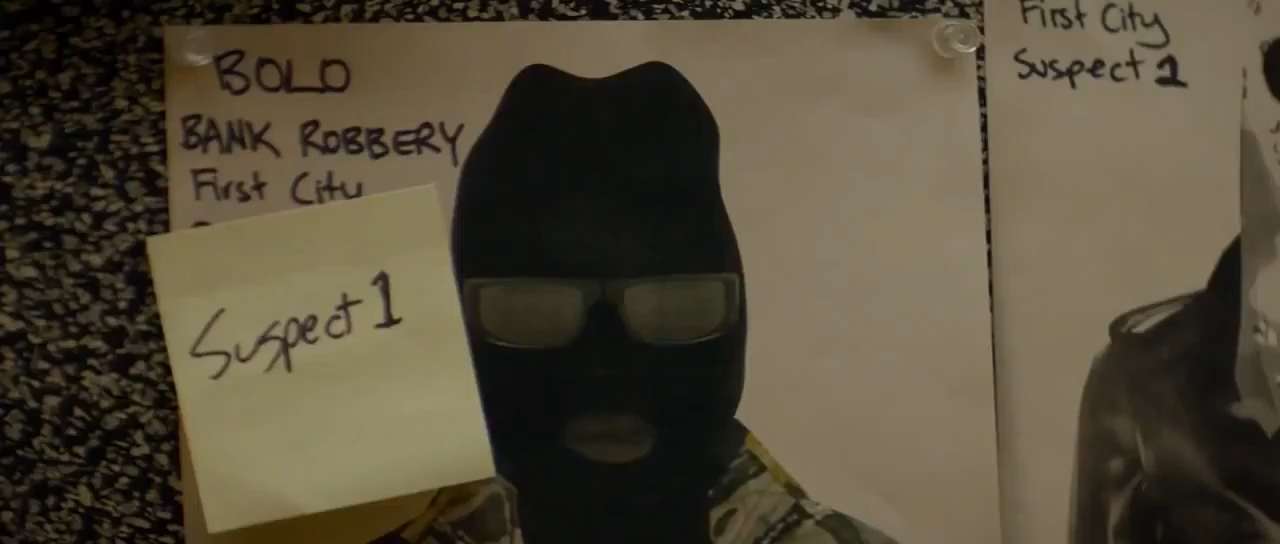 BOLO
BANK ROBBERY
First City
Suspect 1
First City
Suspect 2